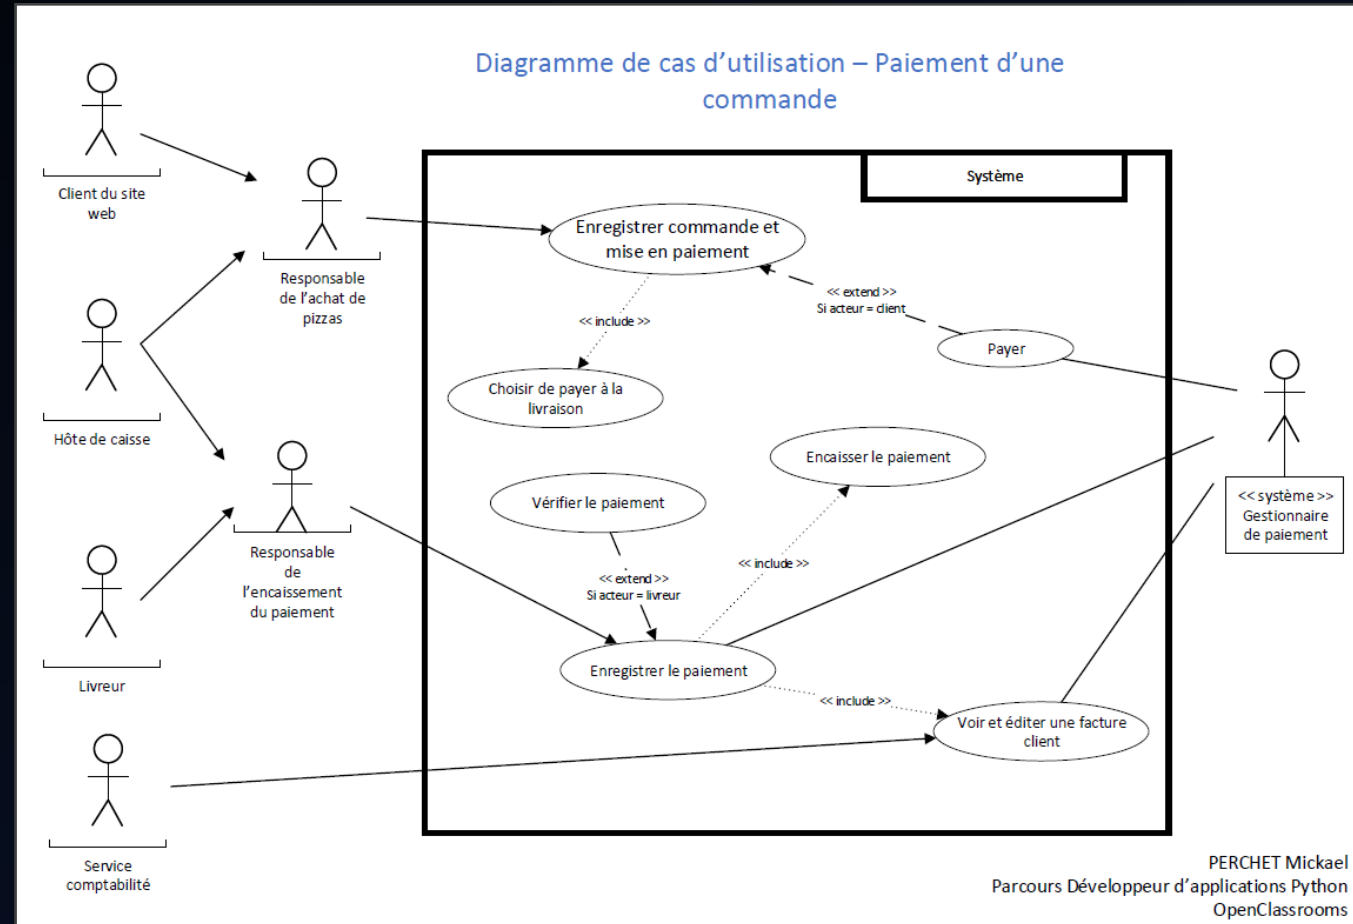 Diagramme de cas d’utilisation – Paiement d’une
commande
Système
Client du site
web
Responsable
de l’achat de
pizzas
Enregistrer commande et
mise en paiement
<< extend >>
Si acteur = client
<< include >>
Payer
Choisir de payer à la
livraison
Hôte de caisse
Encaisser le paiement
Vérifier le paiement
<< système >>
Gestionnaire
de paiement
Responsable
de
l’encaissement
du paiement
<< extend >>
Si acteur = livreur
<< include >>
Enregistrer le paiement
Livreur
<< include >>
Voir et éditer une facture
client
Service
comptabilité
PERCHET Mickael
Parcours Développeur d’applications Python
OpenClassrooms